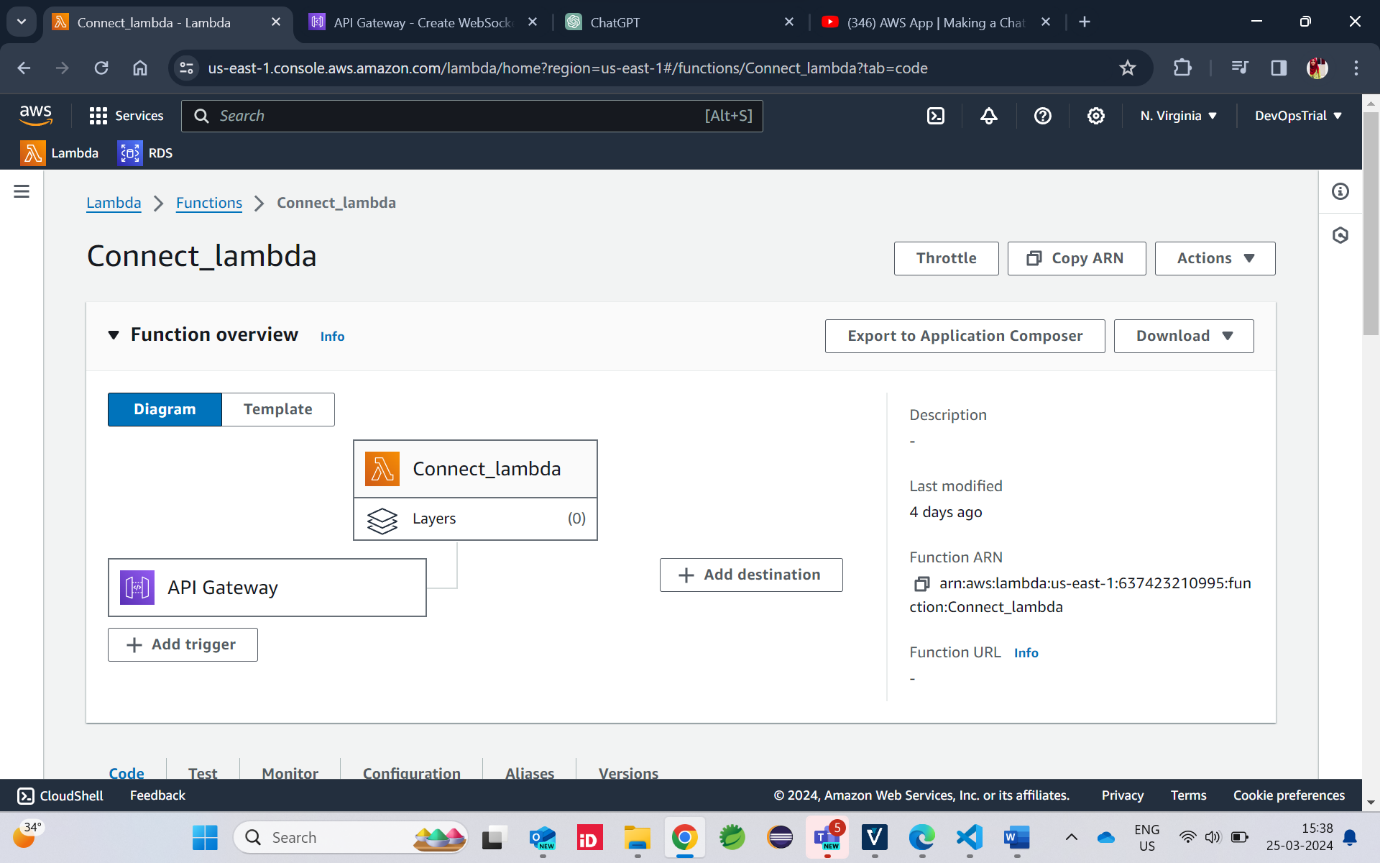 Connect_lambda - Lambda
API Gateway - Create WebSocke
ChatGPT
(346) AWS App | Making a Chat
us-east-1.console.aws.amazon.com/lambda/home?region=us-east-1#/functions/Connect_lambda?tab=code
aws
Services
Search
[Alt+S]
N. Virginia
DevOpsTrial
Lambda
RDS
Lambda
Functions
Connect_lambda
Connect_lambda
Throttle
Copy ARN
Actions
Function overview
Info
Export to Application Composer
Download
Diagram
Template
Connect_lambda
Layers
(0)
API Gateway
Add trigger
Add destination
Description
-
Last modified
4 days ago
Function ARN
arn:aws:lambda:us-east-1:637423210995:fun
ction:Connect_lambda
Function URL
Info
-
Code
Test
Monitor
Configuration
Aliases
Versions
CloudShell
Feedback
© 2024, Amazon Web Services, Inc. or its affiliates.
Privacy
Terms
Cookie preferences
34°
Search
NEW
iD
5
NEW
V
W
ENG
US
15:38
25-03-2024